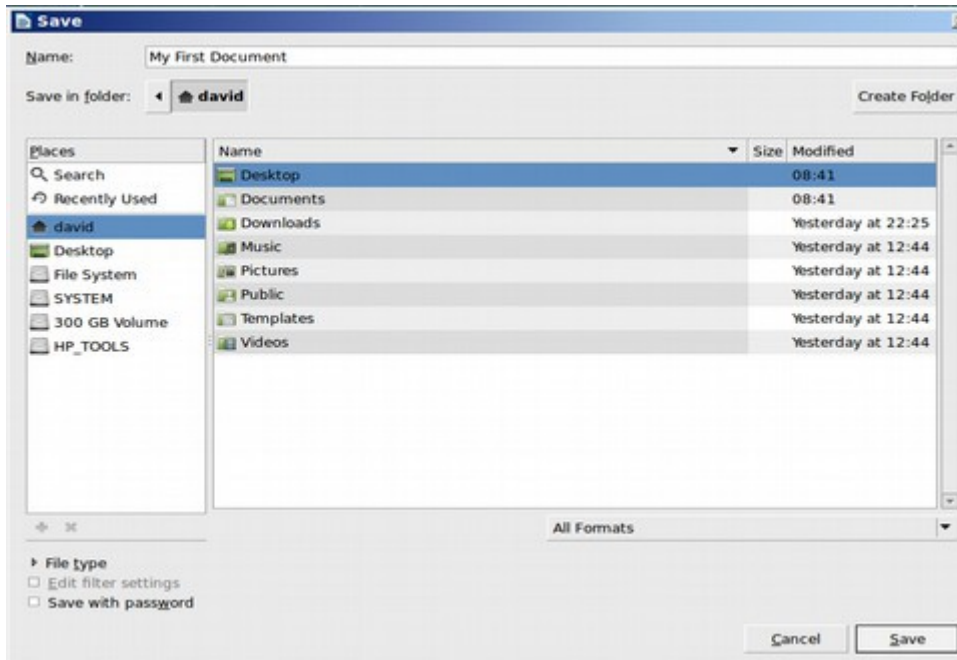 Save
Name: My First Document
Save in folder: david Create Folder
Places Name Size Modified
Search Desktop 08:41
Recently Used Documents 08:41
david Downloads Yesterday at 22:25
Desktop Music Yesterday at 12:44
File System Pictures Yesterday at 12:44
SYSTEM Public Yesterday at 12:44
300 GB Volume Templates Yesterday at 12:44
HP_TOOLS Videos Yesterday at 12:44
All Formats
File type
Edit filter settings
Save with password
Cancel Save